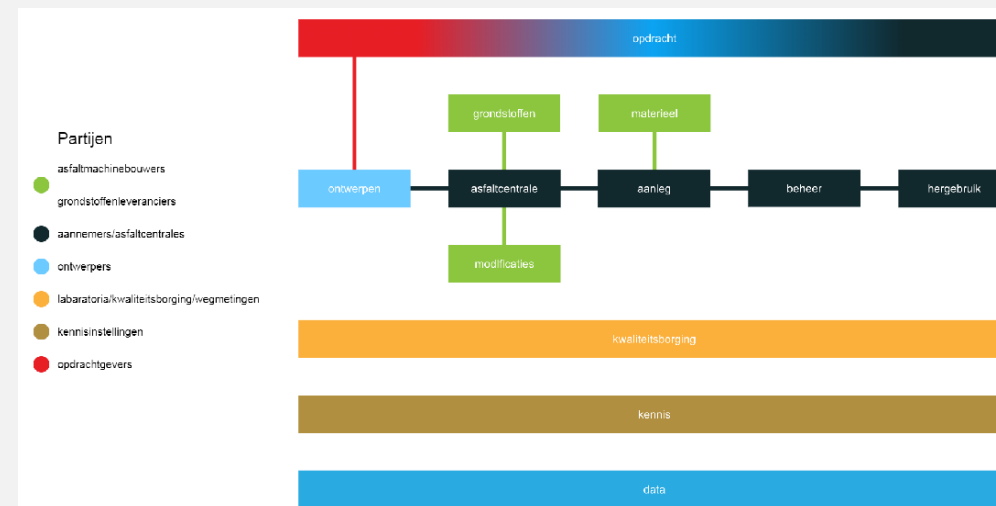 opdracht
grondstoffen
materieel
Partijen
asfaltmachinebouwers
grondstoffenleveranciers
aannemers/asfaltcentrales
ontwerpers
labaratoria/kwaliteitsborging/wegmetingen
kennisinstellingen
opdrachtgevers
ontwerpen
asfaltcentrale
aanleg
beheer
hergebruik
modificaties
kwaliteitsborging
kennis
data